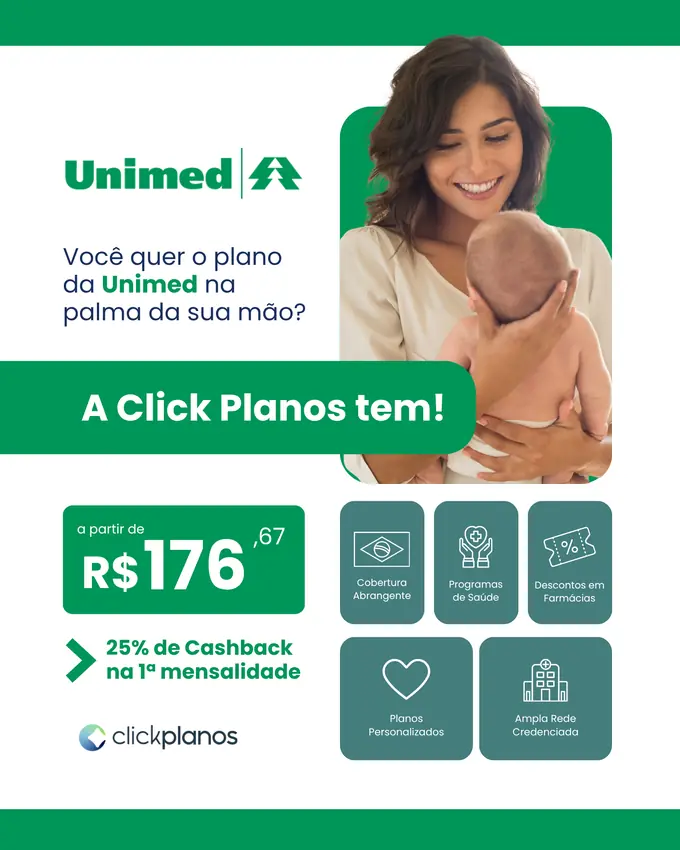 Unimed
Você quer o plano
da Unimed na
palma da sua mão?
A Click Planos tem!
a partir de
R$176,67
25% de Cashback
na 1ª mensalidade
clickplanos
Cobertura
Abrangente
Programas
de Saúde
%
Descontos em
Farmácias
Planos
Personalizados
Ampla Rede
Credenciada